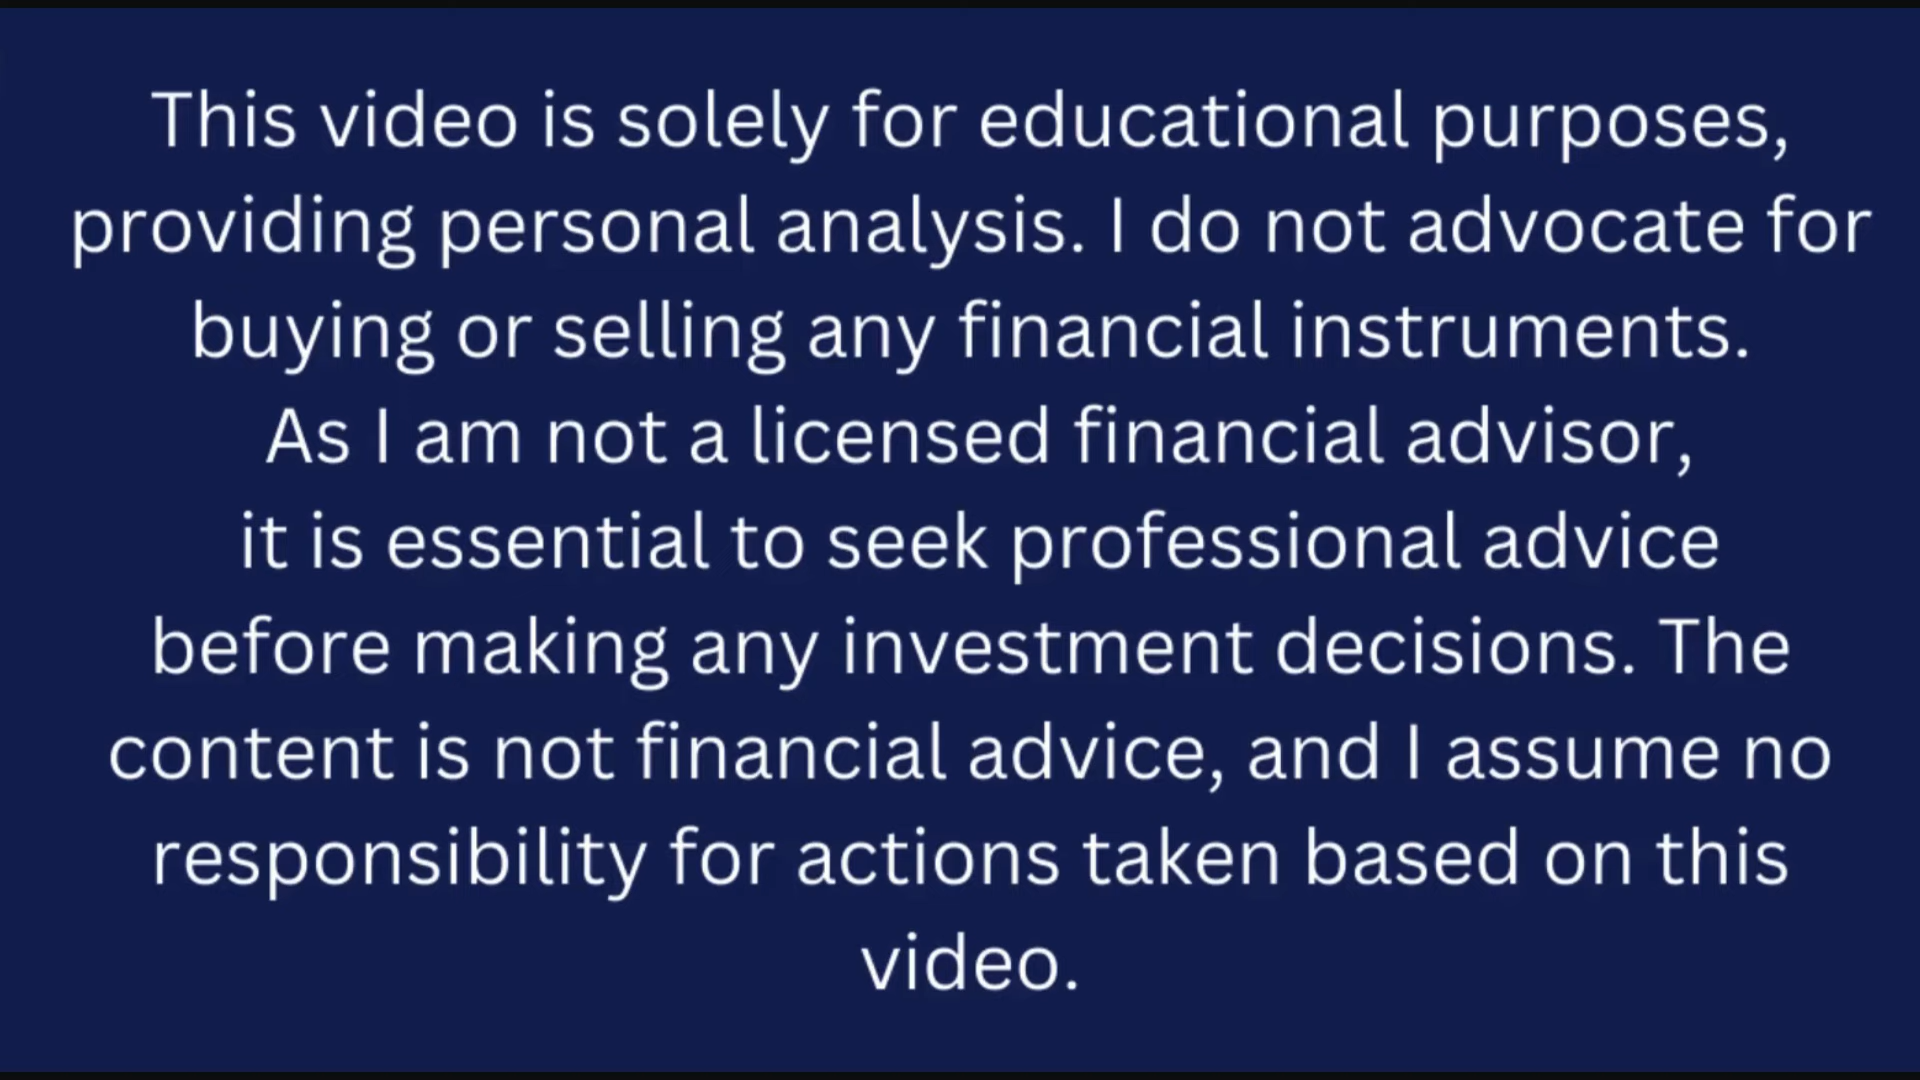 This video is solely for educational purposes,
providing personal analysis. I do not advocate for
buying or selling any financial instruments.
As I am not a licensed financial advisor,
it is essential to seek professional advice
before making any investment decisions. The
content is not financial advice, and I assume no
responsibility for actions taken based on this
video.